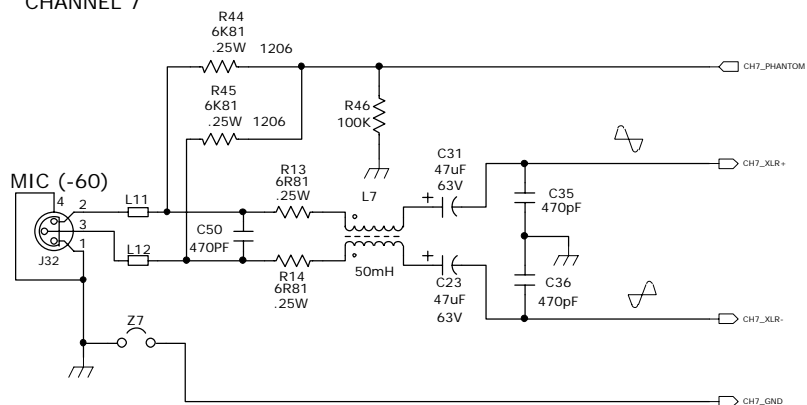 CHANNEL 7
R44
6K81
.25W 1206
R45
6K81
.25W 1206
CH7_PHANTOM
R46
100K
C31
47uF
63V
CH7_XLR+
MIC (-60)
4
2
3
1
J32
L11
L12
C50
470PF
R13
6R81
.25W
L7
50mH
+
+
C35
470pF
R14
6R81
.25W
C23
47uF
63V
C36
470pF
CH7_XLR-
Z7
CH7_GND